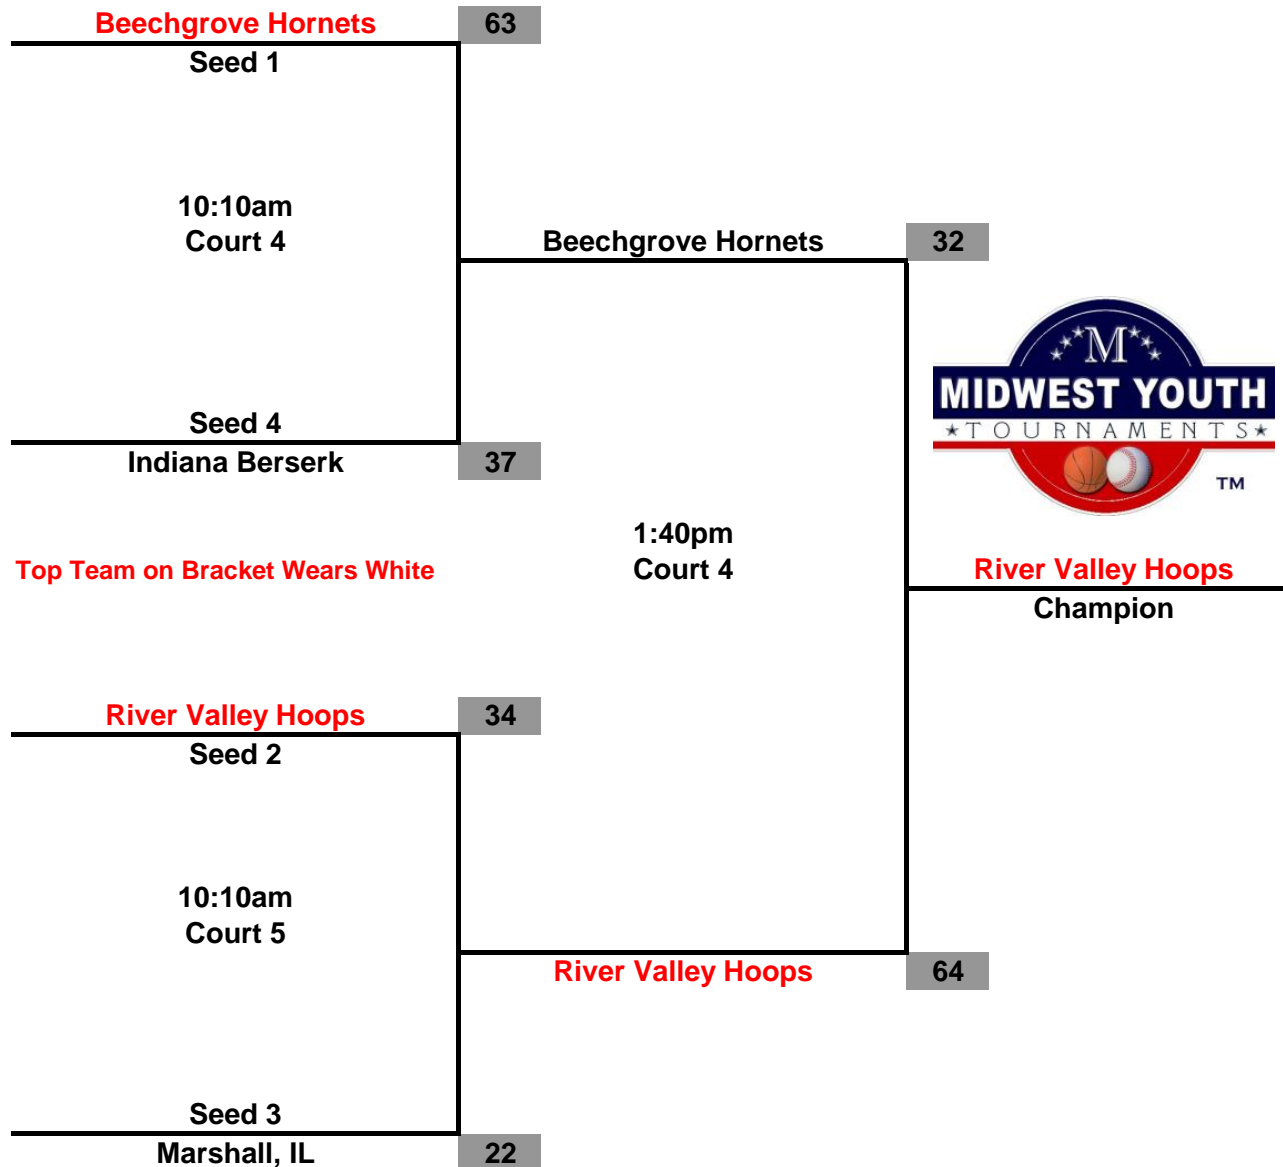 Beechgrove Hornets 63
Seed 1
10:10am
Court 4
Beechgrove Hornets 32
M
MIDWEST YOUTH
TOURNAMENTS
TM
Seed 4
Indiana Berserk 37
1:40pm
Top Team on Bracket Wears White
Court 4
River Valley Hoops
Champion
River Valley Hoops 34
Seed 2
10:10am
Court 5
River Valley Hoops 64
Seed 3
Marshall, IL 22